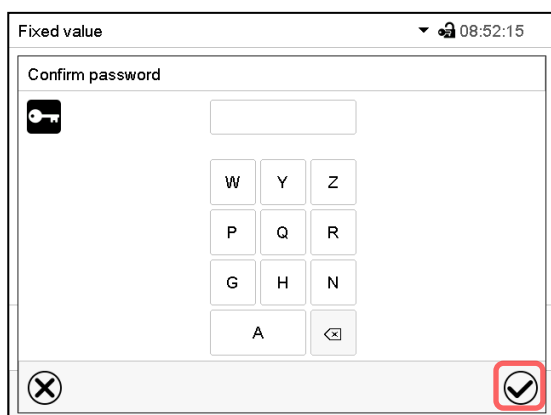 Fixed value 08:52:15
Confirm password
W Y Z
P Q R
G H N
A